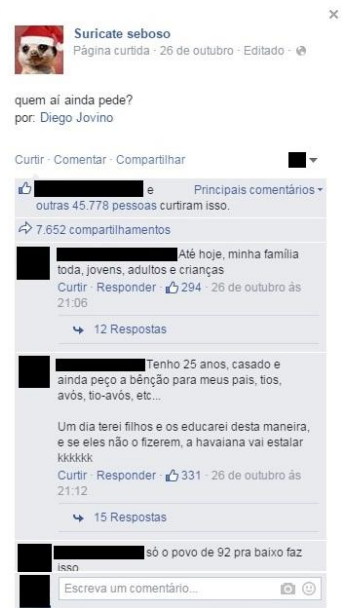 Suricate seboso
Página curtida · 26 de outubro · Editado ·
quem aí ainda pede?
por: Diego Jovino
Curtir · Comentar · Compartilhar
e Principais comentários
outras 45.778 pessoas curtiram isso.
7.652 compartilhamentos
Até hoje, minha família
toda, jovens, adultos e crianças
Curtir · Responder · 294 · 26 de outubro ás
21:06
12 Respostas
Tenho 25 anos, casado e
ainda peço a bênção para meus pais, tios,
avós, tio-avós, etc...
Um dia terei filhos e os educarei desta maneira,
e se eles não o fizerem, a havaiana vai estalar
kkkkkk
Curtir · Responder · 331 · 26 de outubro ás
21:12
15 Respostas
só o povo de 92 pra baixo faz
isso
Escreva um comentário...